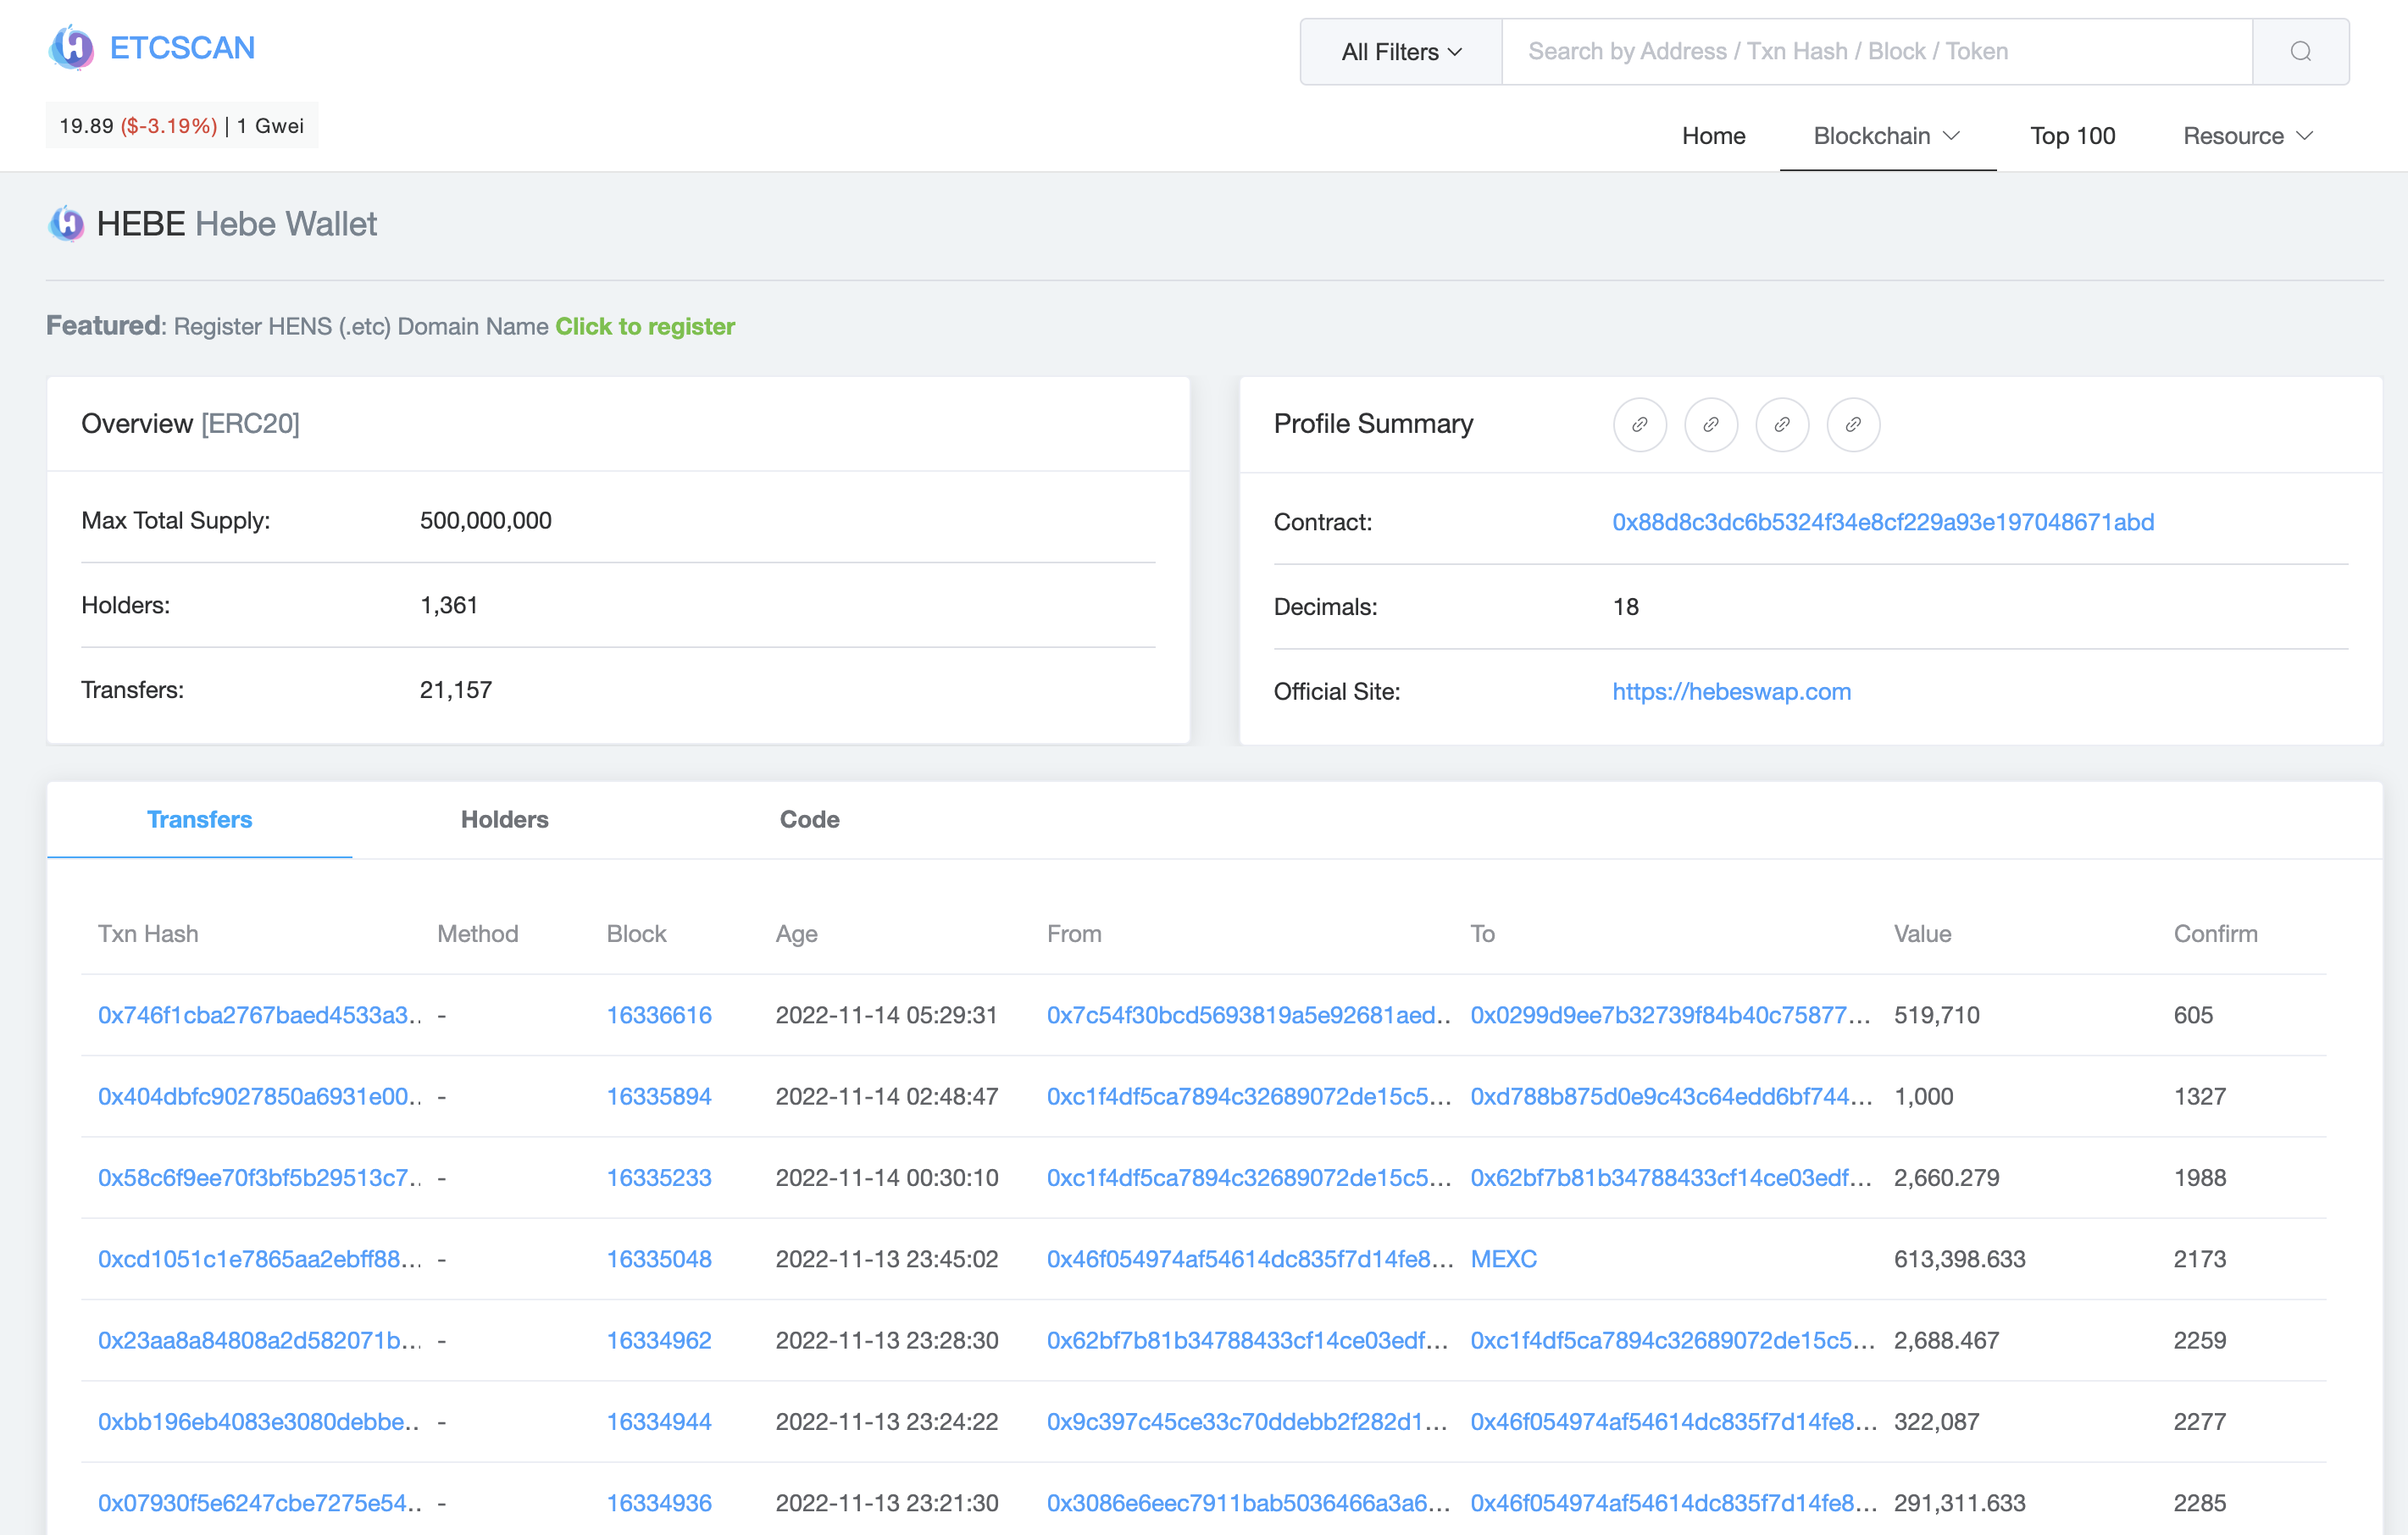 ETCSCAN
All Filters
Search by Address / Txn Hash / Block / Token
19.89 ($-3.19%) | 1 Gwei
Home Blockchain Top 100 Resource
HEBE Hebe Wallet
Featured: Register HENS (.etc) Domain Name Click to register
Overview [ERC20]
Max Total Supply: 500,000,000
Holders: 1,361
Transfers: 21,157
Profile Summary
Contract: 0x88d8c3dc6b5324f34e8cf229a93e197048671abd
Decimals: 18
Official Site: https://hebeswap.com
Transfers Holders Code
Txn Hash Method Block Age From To Value Confirm
0x746f1cba2767baed4533a3.. - 16336616 2022-11-14 05:29:31 0x7c54f30bcd5693819a5e92681aed.. 0x0299d9ee7b32739f84b40c75877... 519,710 605
0x404dbfc9027850a6931e00.. - 16335894 2022-11-14 02:48:47 0xc1f4df5ca7894c32689072de15c5... 0xd788b875d0e9c43c64edd6bf744... 1,000 1327
0x58c6f9ee70f3bf5b29513c7.. - 16335233 2022-11-14 00:30:10 0xc1f4df5ca7894c32689072de15c5... 0x62bf7b81b34788433cf14ce03edf... 2,660.279 1988
0xcd1051c1e7865aa2ebff88... - 16335048 2022-11-13 23:45:02 0x46f054974af54614dc835f7d14fe8... MEXC 613,398.633 2173
0x23aa8a84808a2d582071b... - 16334962 2022-11-13 23:28:30 0x62bf7b81b34788433cf14ce03edf... 0xc1f4df5ca7894c32689072de15c5... 2,688.467 2259
0xbb196eb4083e3080debbe.. - 16334944 2022-11-13 23:24:22 0x9c397c45ce33c70ddebb2f282d1... 0x46f054974af54614dc835f7d14fe8... 322,087 2277
0x07930f5e6247cbe7275e54.. - 16334936 2022-11-13 23:21:30 0x3086e6eec7911bab5036466a3a6... 0x46f054974af54614dc835f7d14fe8... 291,311.633 2285